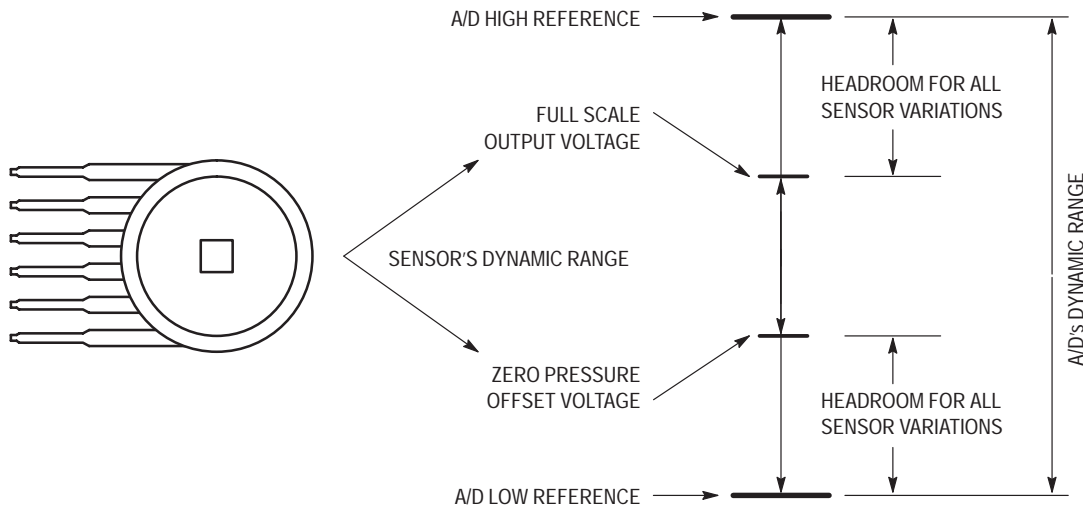 A/D HIGH REFERENCE
HEADROOM FOR ALL
SENSOR VARIATIONS
FULL SCALE
OUTPUT VOLTAGE
SENSOR'S DYNAMIC RANGE
A/D's DYNAMIC RANGE
ZERO PRESSURE
OFFSET VOLTAGE
HEADROOM FOR ALL
SENSOR VARIATIONS
A/D LOW REFERENCE